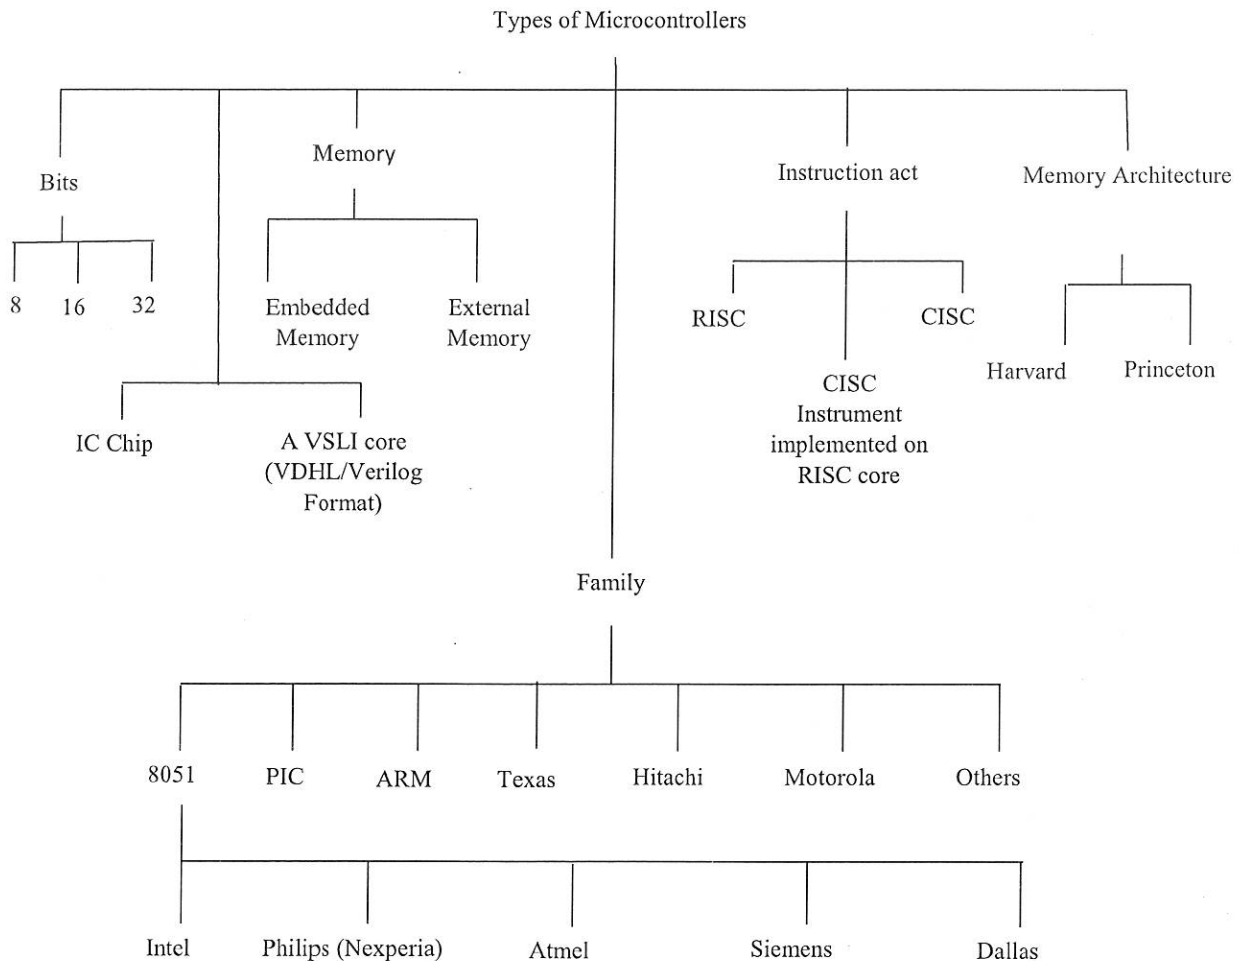 Types of Microcontrollers
Bits
8
16
32
Memory
Embedded
Memory
External
Memory
IC Chip
A VSLI core
(VDHL/Verilog
Format)
Instruction act
RISC
CISC
CISC
Instrument
implemented on
RISC core
Memory Architecture
Harvard
Princeton
Family
8051
PIC
ARM
Texas
Hitachi
Motorola
Others
Intel
Philips (Nexperia)
Atmel
Siemens
Dallas